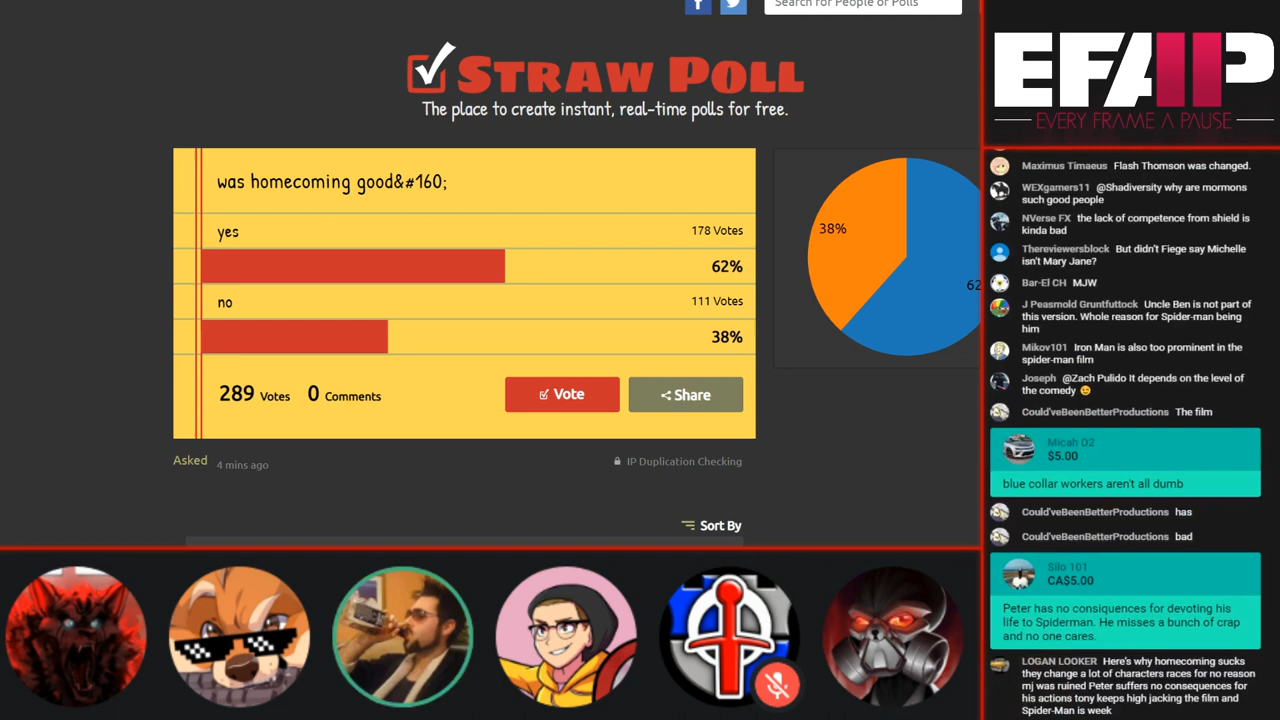 Search for People or Polls
STRAW POLL
The place to create instant, real-time polls for free.
was homecoming good&#160;
yes
178 Votes
62%
no
111 Votes
38%
289 Votes 0 Comments
Vote
Share
Asked 4 mins ago
IP Duplication Checking
Sort By
38%
62
EFAP
EVERY FRAME A PAUSE
Maximus Timaeus Flash Thomson was changed.
WEXgamers11 @Shadiversity why are mormons
such good people
NVerse FX the lack of competence from shield is
kinda bad
Thereviewersblock But didn't Fiege say Michelle
isn't Mary Jane?
Bar-El CH MJW
J Peasmold Gruntfuttock Uncle Ben is not part of
this version. Whole reason for Spider-man being
him
Mikov101 Iron Man is also too prominent in the
spider-man film
Joseph @Zach Pulido It depends on the level of
the comedy 😉
Could'veBeenBetterProductions The film
Micah D2
$5.00
blue collar workers aren't all dumb
Could'veBeenBetterProductions has
Could'veBeenBetterProductions bad
Silo 101
CA$5.00
Peter has no consiquences for devoting his
life to Spiderman. He misses a bunch of crap
and no one cares.
LOGAN LOOKER Here's why homecoming sucks
they change a lot of characters races for no reason
mj was ruined Peter suffers no consequences for
his actions tony keeps high jacking the film and
Spider-Man is week